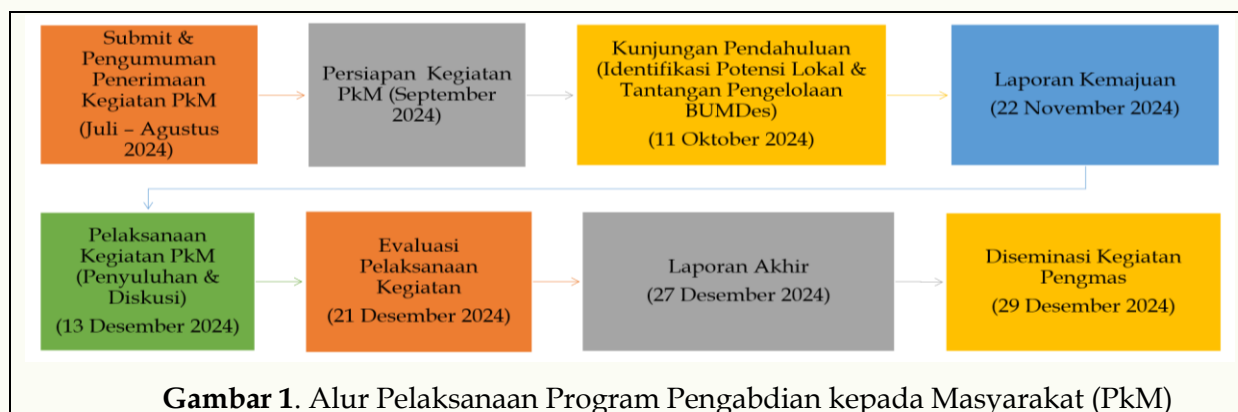 Submit &
Pengumuman
Penerimaan
Kegiatan PkM
(Juli – Agustus
2024)
Persiapan Kegiatan
PkM (September
2024)
Kunjungan Pendahuluan
(Identifikasi Potensi Lokal &
Tantangan Pengelolaan
BUMDes)
(11 Oktober 2024)
Laporan Kemajuan
(22 November 2024)
Pelaksanaan
Kegiatan PkM
(Penyuluhan &
Diskusi)
(13 Desember 2024)
Evaluasi
Pelaksanaan
Kegiatan
(21 Desember 2024)
Laporan Akhir
(27 Desember 2024)
Diseminasi Kegiatan
Pengmas
(29 Desember 2024)
Gambar 1. Alur Pelaksanaan Program Pengabdian kepada Masyarakat (PkM)